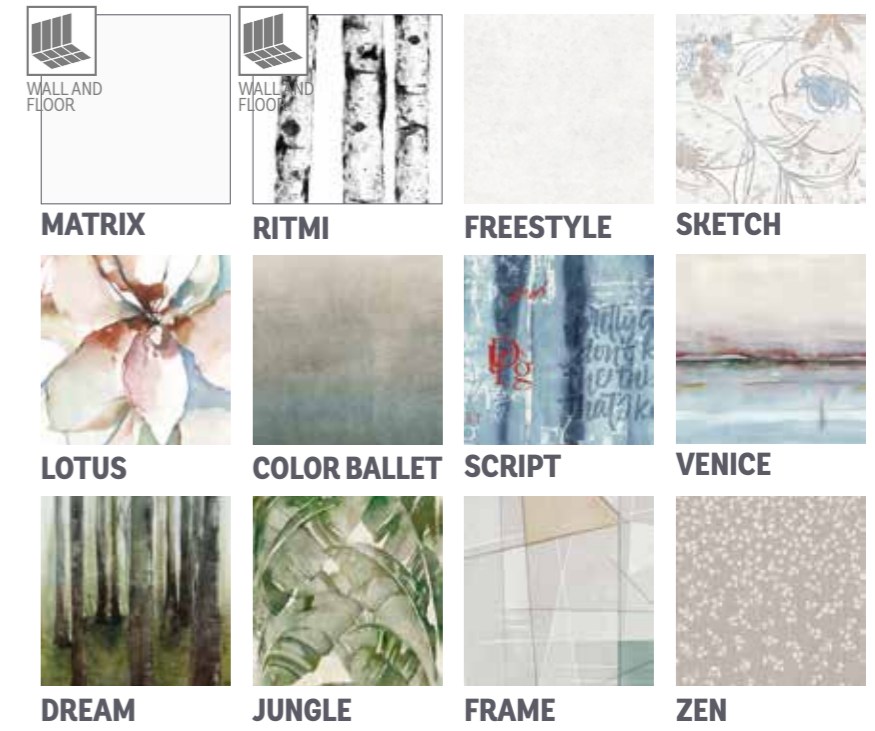 WALL AND
FLOOR
WALL AND
FLOOR
MATRIX
RITMI
FREESTYLE
SKETCH
LOTUS
COLOR BALLET
SCRIPT
VENICE
DREAM
JUNGLE
FRAME
ZEN